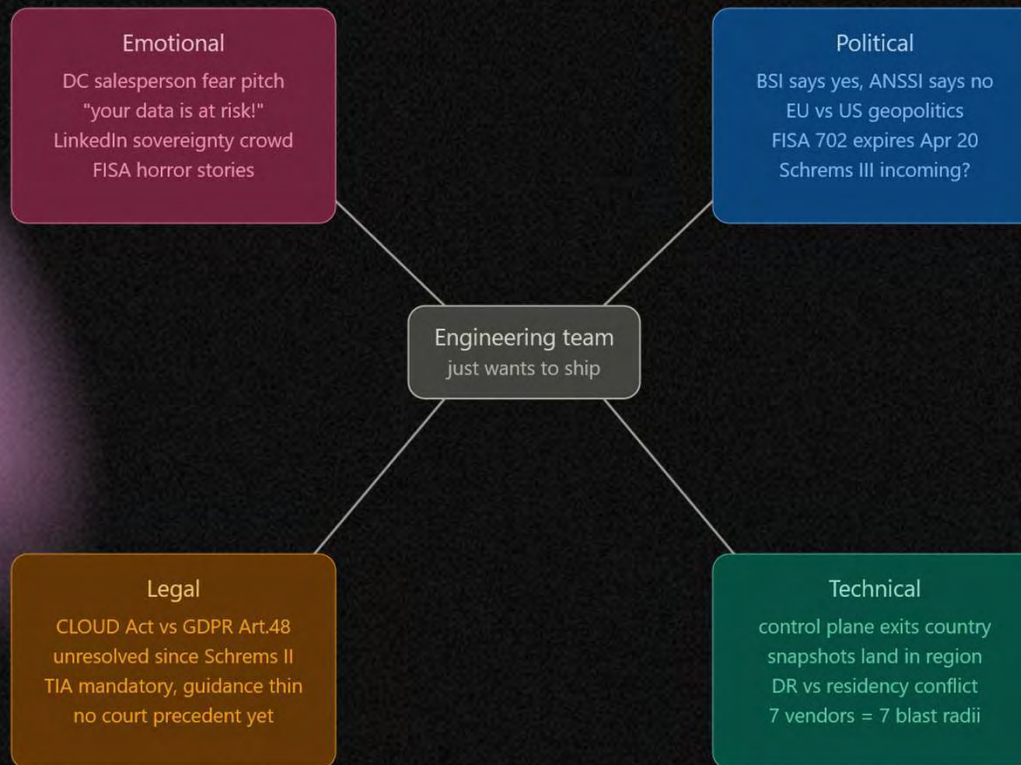 Emotional
DC salesperson fear pitch
"your data is at risk!"
LinkedIn sovereignty crowd
FISA horror stories
Political
BSI says yes, ANSSI says no
EU vs US geopolitics
FISA 702 expires Apr 20
Schrems III incoming?
Engineering team
just wants to ship
Legal
CLOUD Act vs GDPR Art.48
unresolved since Schrems II
TIA mandatory, guidance thin
no court precedent yet
Technical
control plane exits country
snapshots land in region
DR vs residency conflict
7 vendors = 7 blast radii